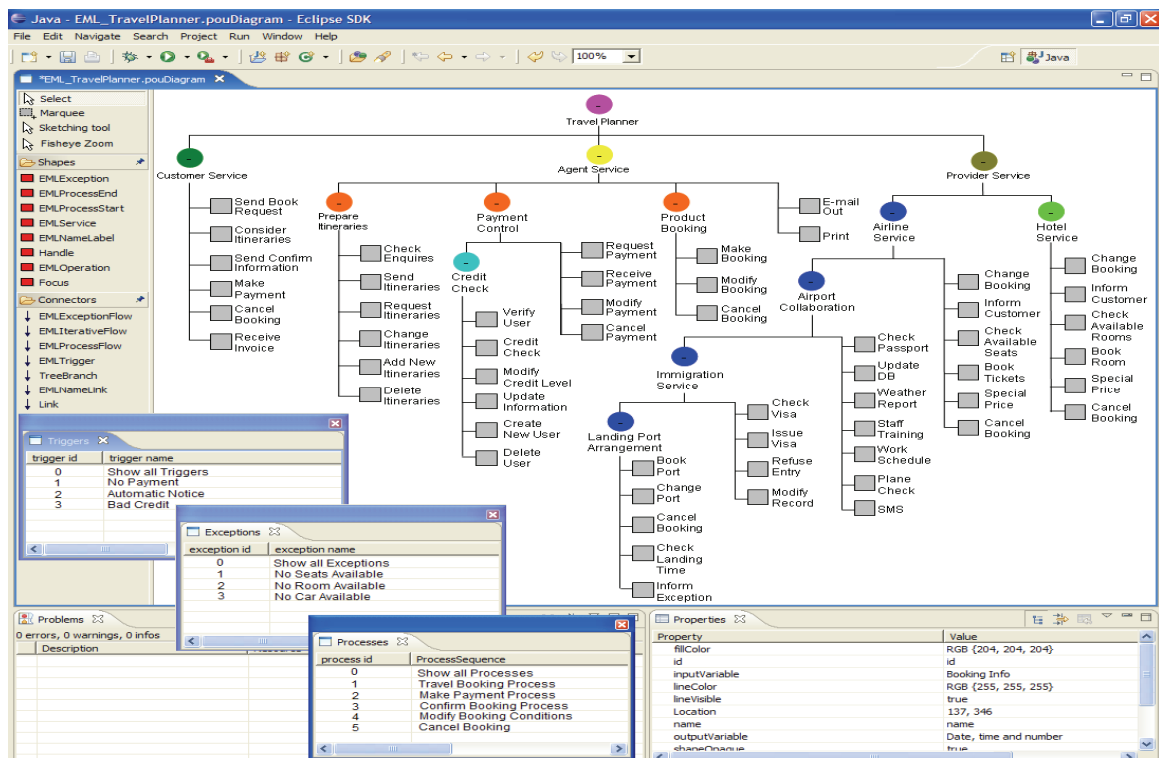 Java - EML_TravelPlanner.pouDiagram - Eclipse SDK
File Edit Navigate Search Project Run Window Help
100%
Java
*EML_TravelPlanner.pouDiagram
Select
Marquee
Sketching tool
Fisheye Zoom
Shapes
EMLException
EMLProcessEnd
EMLProcessStart
EMLService
EMLNameLabel
Handle
EMLOperation
Focus
Connectors
EMLExceptionFlow
EMLIterativeFlow
EMLProcessFlow
EMLTrigger
TreeBranch
EMLNameLink
Link
Travel Planner
Customer Service
Send Book
Request
Consider
Itineraries
Send Confirm
Information
Make
Payment
Cancel
Booking
Receive
Invoice
Agent Service
Prepare
Itineraries
Check
Enquires
Send
Itineraries
Request
Itineraries
Change
Itineraries
Add New
Itineraries
Delete
Itineraries
Payment
Control
Credit
Check
Verify
User
Credit
Check
Modify
Credit Level
Update
Information
Create
New User
Delete
User
Request
Payment
Receive
Payment
Modify
Payment
Cancel
Payment
Product
Booking
Make
Booking
Modify
Booking
Cancel
Booking
E-mail
Out
Print
Provider Service
Airline
Service
Airport
Collaboration
Immigration
Service
Landing Port
Arrangement
Book
Port
Change
Port
Cancel
Booking
Check
Landing
Time
Inform
Exception
Check
Visa
Issue
Visa
Refuse
Entry
Modify
Record
Check
Passport
Update
DB
Weather
Report
Staff
Training
Work
Schedule
Plane
Check
SMS
Change
Booking
Inform
Customer
Check
Available
Seats
Book
Tickets
Special
Price
Cancel
Booking
Hotel
Service
Change
Booking
Inform
Customer
Check
Available
Rooms
Book
Room
Special
Price
Cancel
Booking
Triggers
trigger id trigger name
0 Show all Triggers
1 No Payment
2 Automatic Notice
3 Bad Credit
Exceptions
exception id exception name
0 Show all Exceptions
1 No Seats Available
2 No Room Available
3 No Car Available
Processes
process id ProcessSequence
0 Show all Processes
1 Travel Booking Process
2 Make Payment Process
3 Confirm Booking Process
4 Modify Booking Conditions
5 Cancel Booking
Problems
0 errors, 0 warnings, 0 infos
Description
Properties
Property Value
fillColor RGB {204, 204, 204}
id id
inputVariable Booking Info
lineColor RGB {255, 255, 255}
lineVisible true
Location 137, 346
name name
outputVariable Date, time and number
shapeOpaque true